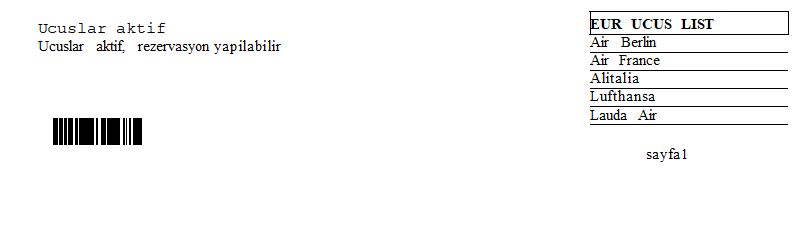 Ucuslar aktif
Ucuslar aktif, rezervasyon yapilabilir
EUR UCUS LIST
Air Berlin
Air France
Alitalia
Lufthansa
Lauda Air
sayfa1